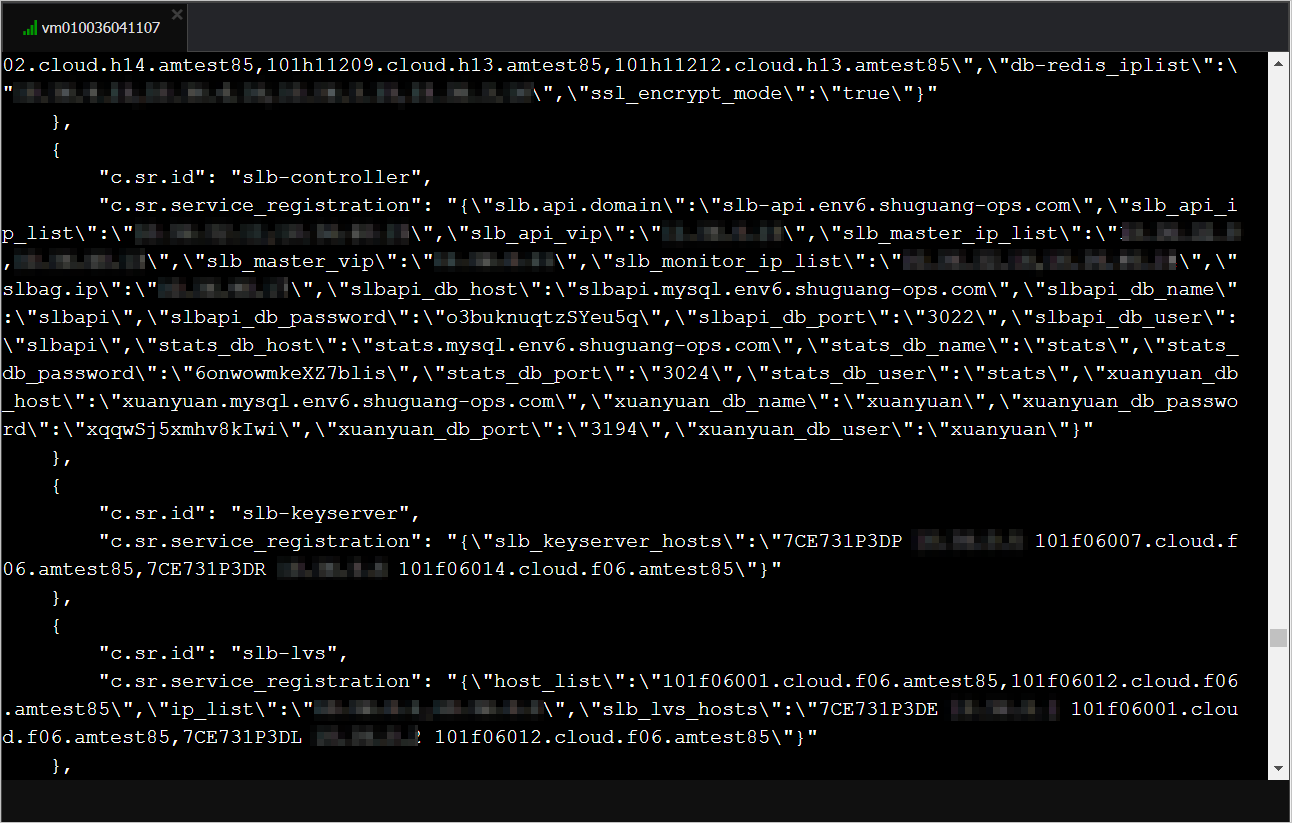 vm010036041107
02.cloud.h14.amtest85,101h11209.cloud.h13.amtest85,101h11212.cloud.h13.amtest85\",\"db-redis_iplist\":\
"\",\"ssl_encrypt_mode\":\"true\"}"
    },
    {
        "c.sr.id": "slb-controller",
        "c.sr.service_registration": "{\"slb.api.domain\":\"slb-api.env6.shuguang-ops.com\",\"slb_api_i
p_list\":\"\",\"slb_api_vip\":\"\",\"slb_master_ip_list\":\"
,\",\"slb_master_vip\":\"\",\"slb_monitor_ip_list\":\"\",\"
slbag.ip\":\"\",\"slbapi_db_host\":\"slbapi.mysql.env6.shuguang-ops.com\",\"slbapi_db_name\"
:\"slbapi\",\"slbapi_db_password\":\"o3buknuqtzSYeu5q\",\"slbapi_db_port\":\"3022\",\"slbapi_db_user\":
\"slbapi\",\"stats_db_host\":\"stats.mysql.env6.shuguang-ops.com\",\"stats_db_name\":\"stats\",\"stats_
db_password\":\"6onwowmkeXZ7blis\",\"stats_db_port\":\"3024\",\"stats_db_user\":\"stats\",\"xuanyuan_db
_host\":\"xuanyuan.mysql.env6.shuguang-ops.com\",\"xuanyuan_db_name\":\"xuanyuan\",\"xuanyuan_db_passwo
rd\":\"xqqwSj5xmhv8kIwi\",\"xuanyuan_db_port\":\"3194\",\"xuanyuan_db_user\":\"xuanyuan\"}"
    },
    {
        "c.sr.id": "slb-keyserver",
        "c.sr.service_registration": "{\"slb_keyserver_hosts\":\"7CE731P3DP 101f06007.cloud.f
06.amtest85,7CE731P3DR 101f06014.cloud.f06.amtest85\"}"
    },
    {
        "c.sr.id": "slb-lvs",
        "c.sr.service_registration": "{\"host_list\":\"101f06001.cloud.f06.amtest85,101f06012.cloud.f06
.amtest85\",\"ip_list\":\"\",\"slb_lvs_hosts\":\"7CE731P3DE 101f06001.clou
d.f06.amtest85,7CE731P3DL 101f06012.cloud.f06.amtest85\"}"
    },